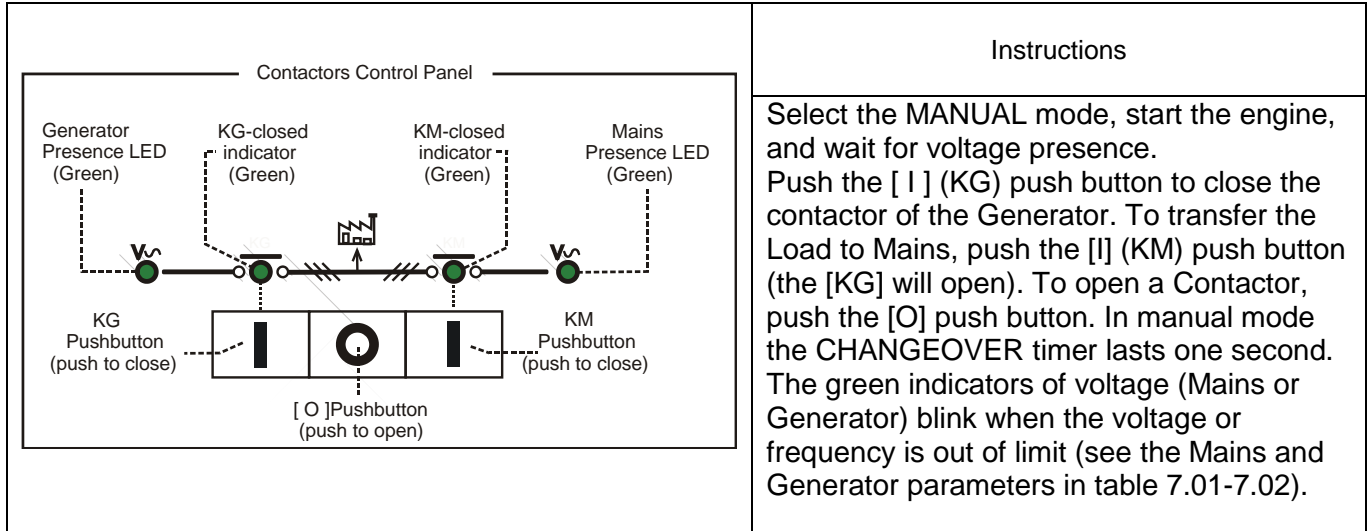 Contactors Control Panel
Generator
Presence LED
(Green)
KG-closed
indicator
(Green)
KM-closed
indicator
(Green)
Mains
Presence LED
(Green)
V
KG
KM
V
KG
Pushbutton
(push to close)
I
O
I
KM
Pushbutton
(push to close)
[ O ]Pushbutton
(push to open)
Instructions
Select the MANUAL mode, start the engine,
and wait for voltage presence.
Push the [ I ] (KG) push button to close the
contactor of the Generator. To transfer the
Load to Mains, push the [I] (KM) push button
(the [KG] will open). To open a Contactor,
push the [O] push button. In manual mode
the CHANGEOVER timer lasts one second.
The green indicators of voltage (Mains or
Generator) blink when the voltage or
frequency is out of limit (see the Mains and
Generator parameters in table 7.01-7.02).